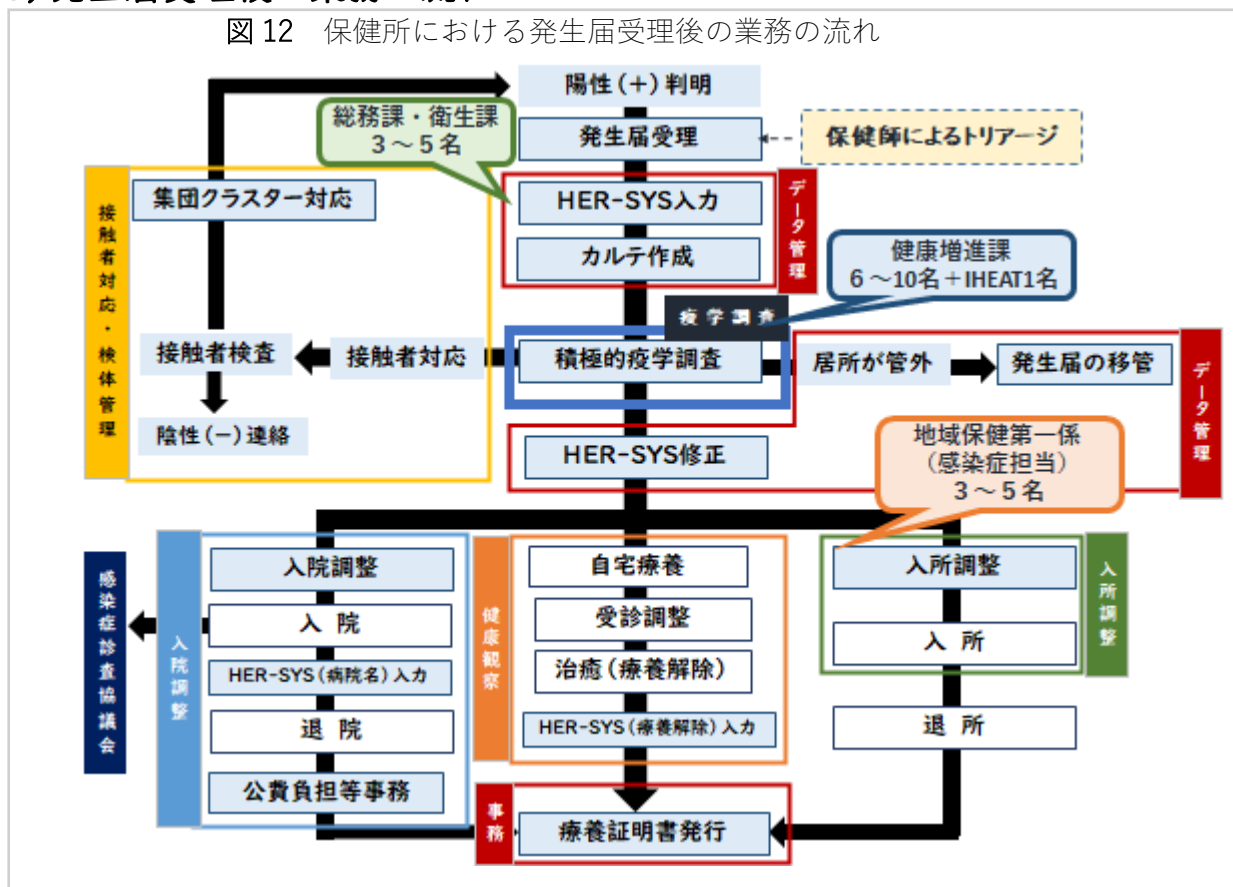 図12 保健所における発生届受理後の業務の流れ
陽性(+)判明
総務課・衛生課
3~5名
発生届受理
保健師によるトリアージ
接触者対応・検体管理
集団クラスター対応
HER-SYS入力
カルテ作成
データ管理
健康増進課
6~10名+IHEAT1名
疫学調査
接触者検査
接触者対応
積極的疫学調査
居所が管外
発生届の移管
データ管理
陰性(-)連絡
HER-SYS修正
地域保健第一係
(感染症担当)
3~5名
感染症診査協議会
入院調整
入院調整
入 院
HER-SYS(病院名)入力
退 院
公費負担等事務
健康観察
自宅療養
受診調整
治癒(療養解除)
HER-SYS(療養解除)入力
入所調整
入 所
入所調整
退 所
事務
療養証明書発行